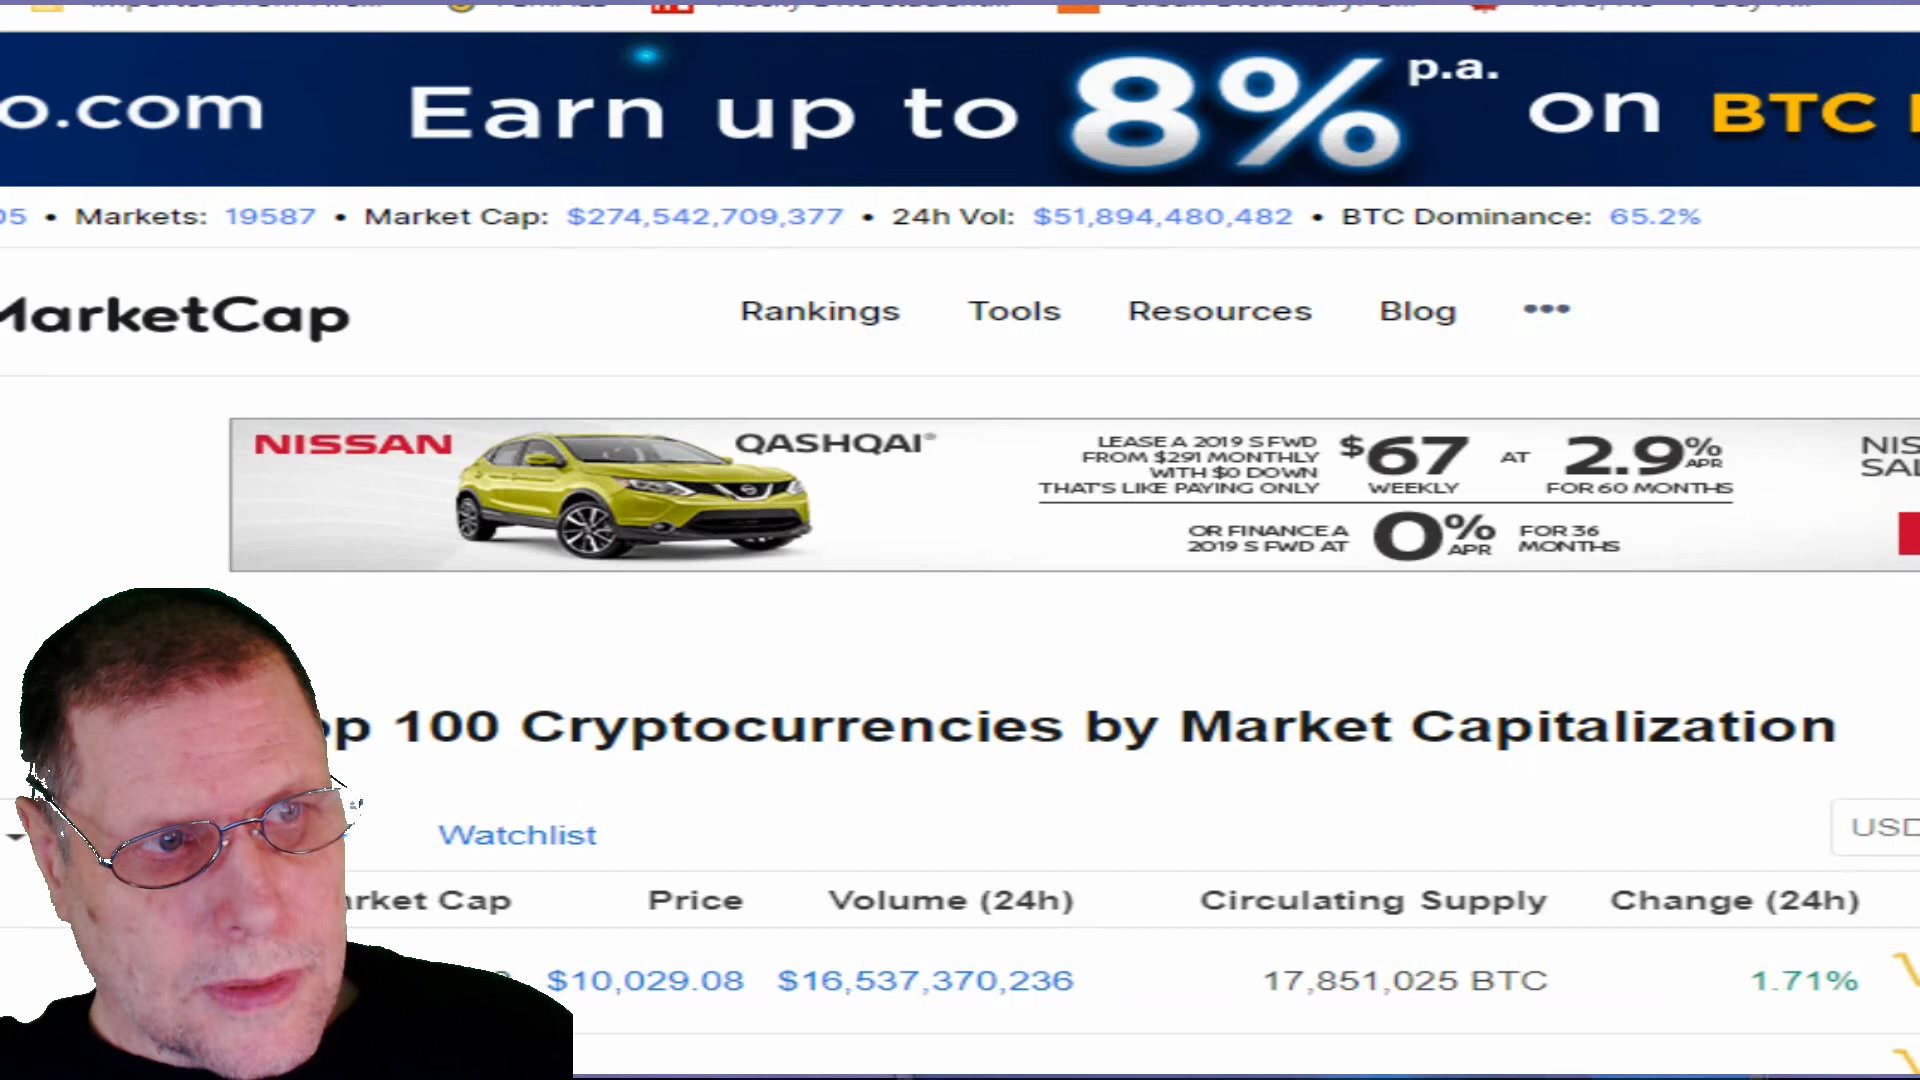 o.com Earn up to 8% p.a. on BTC
05 • Markets: 19587 • Market Cap: $274,542,709,377 • 24h Vol: $51,894,480,482 • BTC Dominance: 65.2%
MarketCap Rankings Tools Resources Blog •••
NISSAN QASHQAI®
LEASE A 2019 S FWD
FROM $291 MONTHLY
WITH $0 DOWN
THAT'S LIKE PAYING ONLY
$67 WEEKLY AT 2.9% APR FOR 60 MONTHS
OR FINANCE A
2019 S FWD AT
0% APR FOR 36 MONTHS
NIS
SAL
op 100 Cryptocurrencies by Market Capitalization
Watchlist USD
rket Cap Price Volume (24h) Circulating Supply Change (24h)
$10,029.08 $16,537,370,236 17,851,025 BTC 1.71%